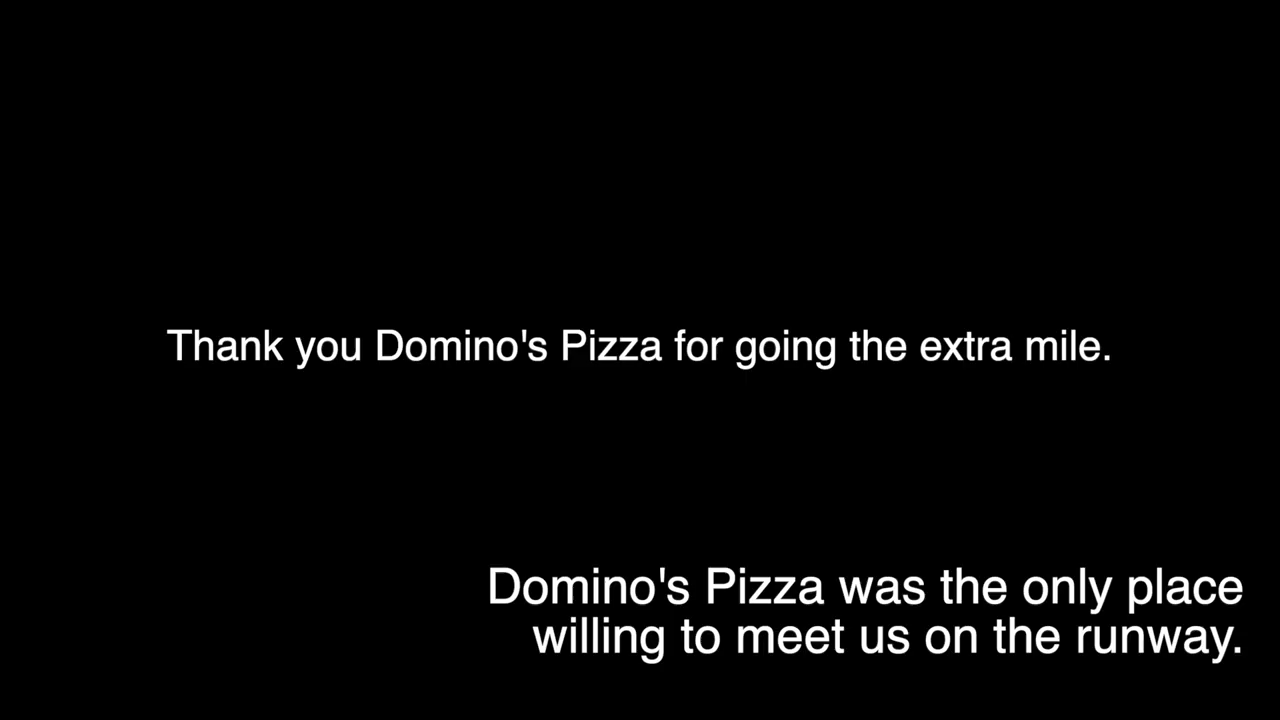 Thank you Domino's Pizza for going the extra mile.
Domino's Pizza was the only place
willing to meet us on the runway.